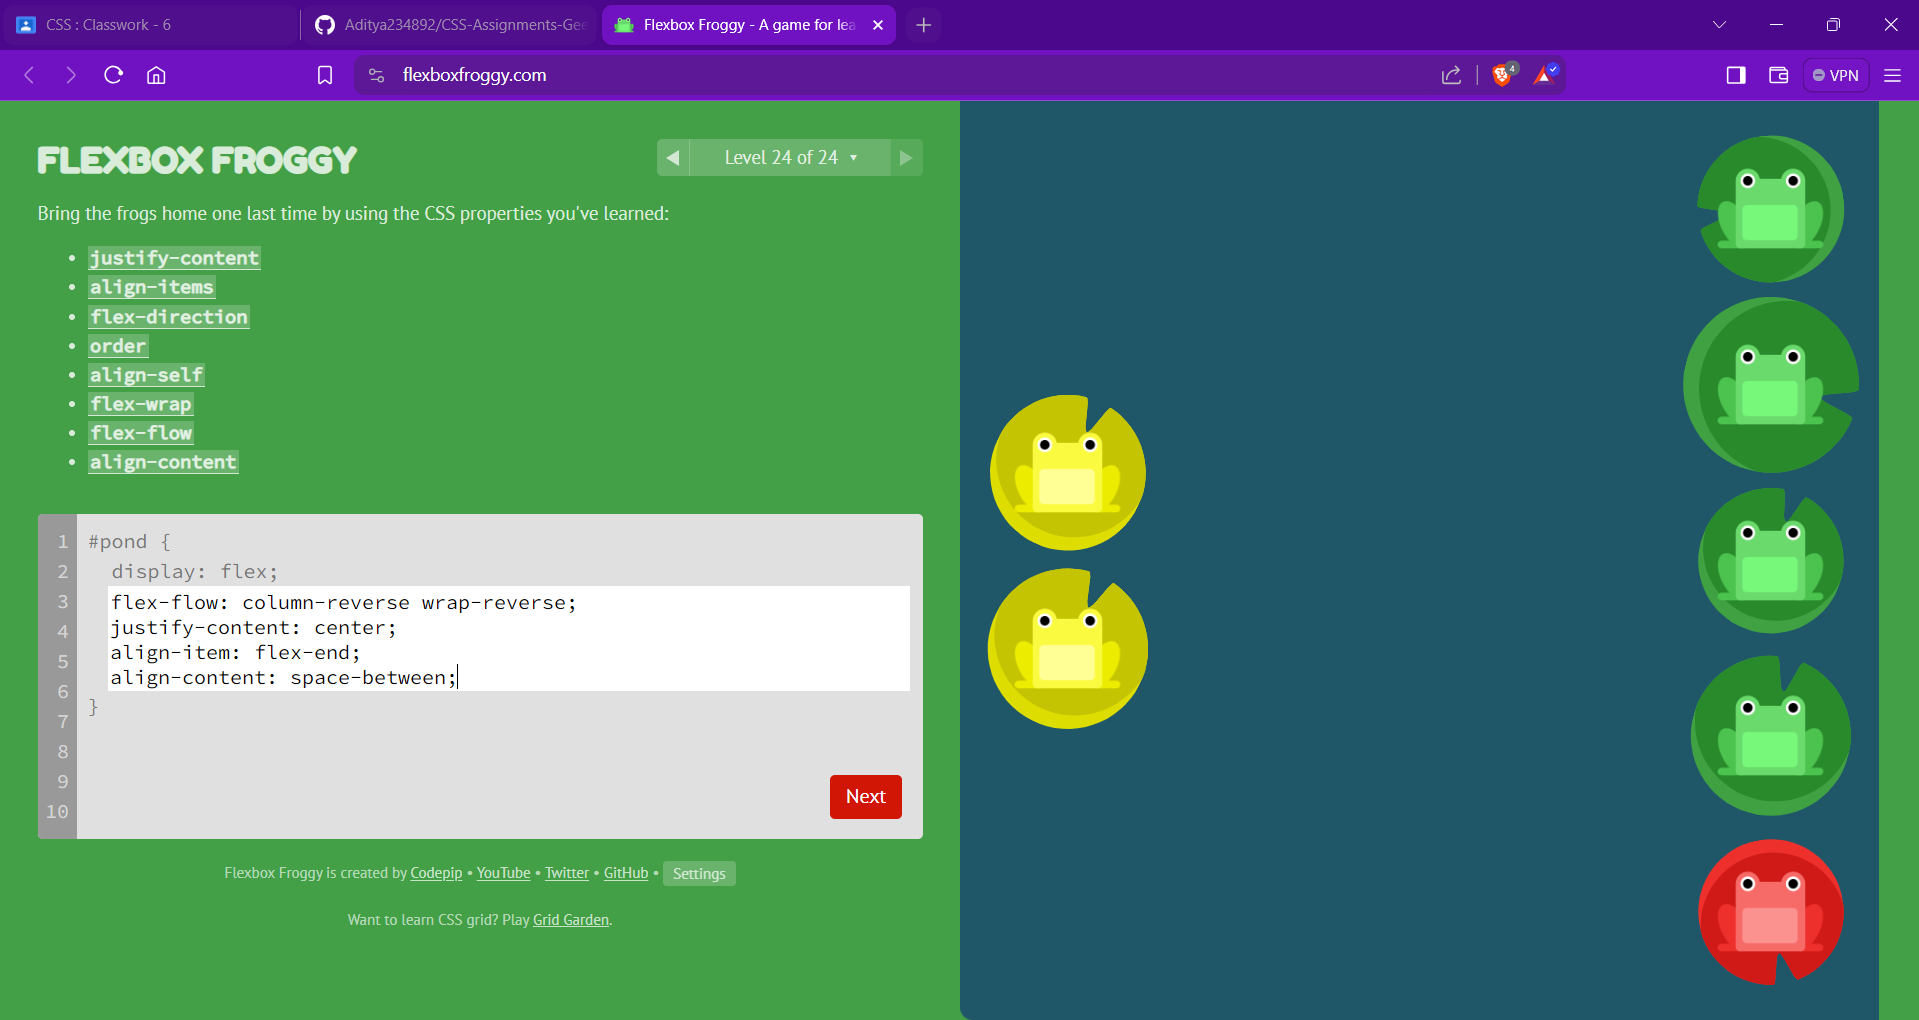 CSS : Classwork - 6
Aditya234892/CSS-Assignments-Gee
Flexbox Froggy - A game for lea
flexboxfroggy.com
4
VPN
FLEXBOX FROGGY
Level 24 of 24
Bring the frogs home one last time by using the CSS properties you've learned:
• justify-content
• align-items
• flex-direction
• order
• align-self
• flex-wrap
• flex-flow
• align-content
1 #pond {
2 display: flex;
3 flex-flow: column-reverse wrap-reverse;
4 justify-content: center;
5 align-item: flex-end;
6 align-content: space-between;
7 }
8
9
10
Next
Flexbox Froggy is created by Codepip • YouTube • Twitter • GitHub • Settings
Want to learn CSS grid? Play Grid Garden.